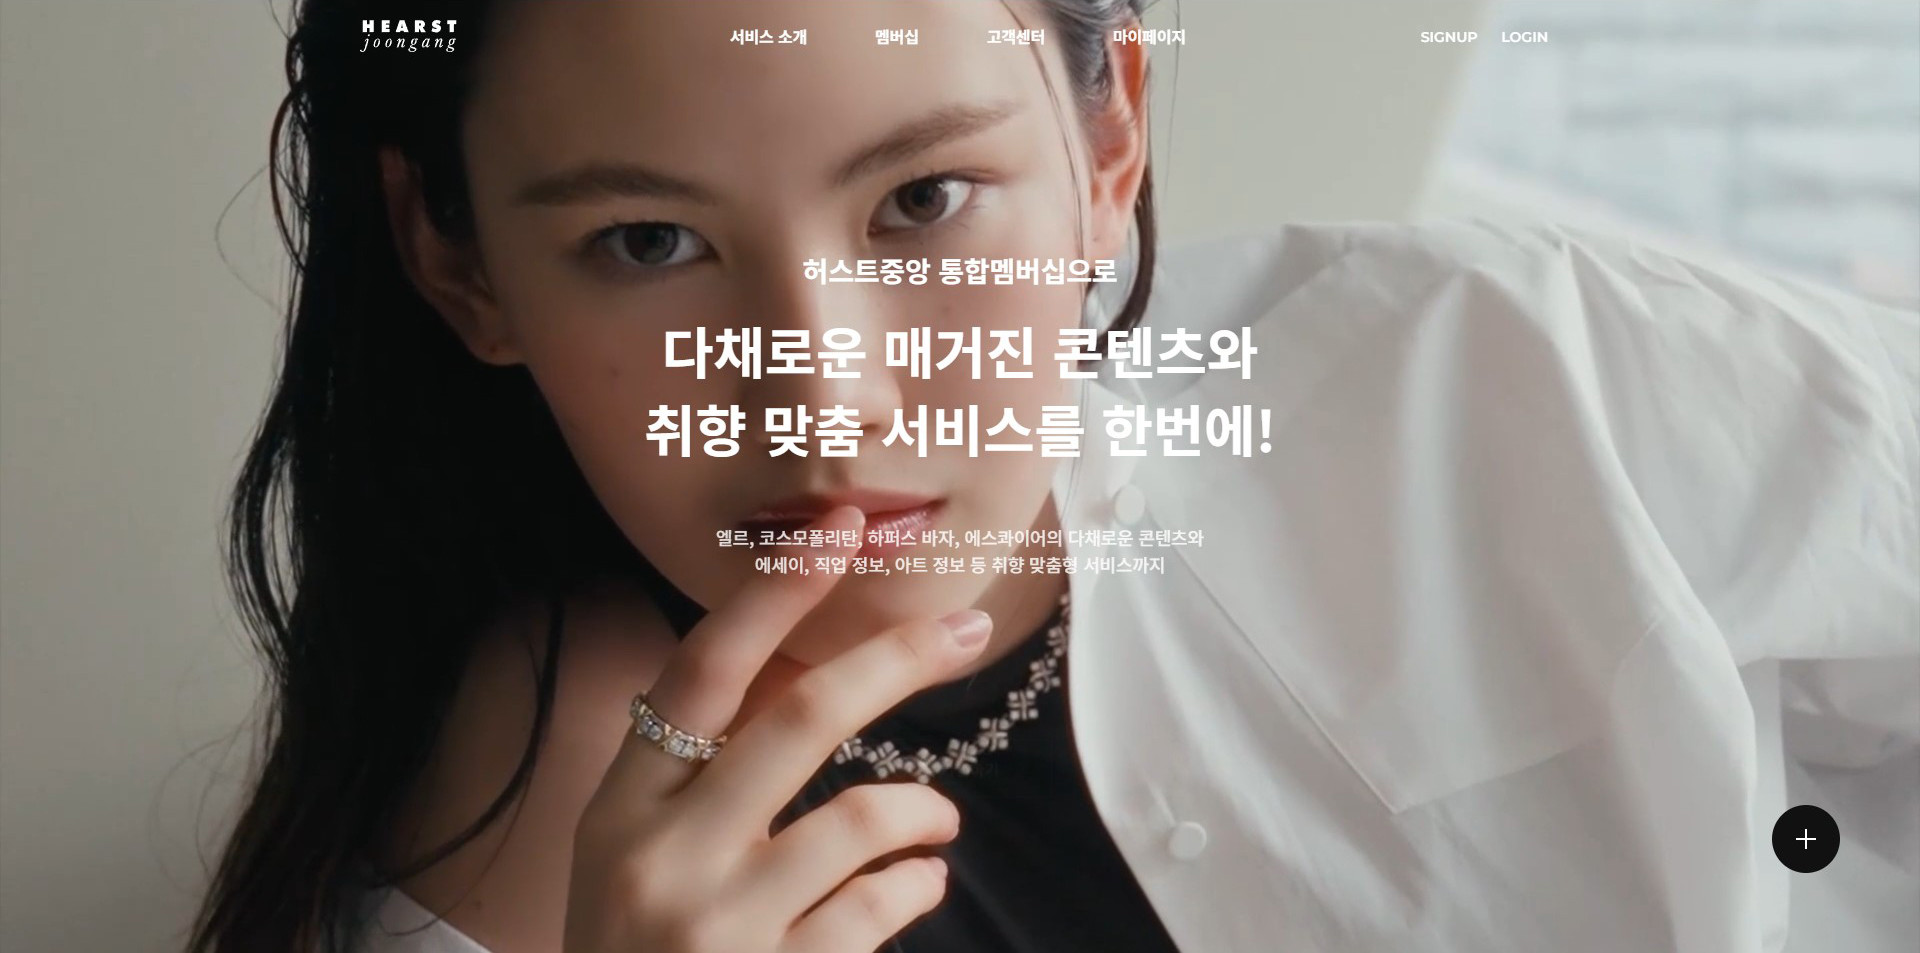 HEARST
joongang
서비스 소개
멤버십
고객센터
마이페이지
SIGNUP
LOGIN
허스트중앙 통합멤버십으로
다채로운 매거진 콘텐츠와
취향 맞춤 서비스를 한번에!
엘르, 코스모폴리탄, 하퍼스 바자, 에스콰이어의 다채로운 콘텐츠와
에세이, 직업 정보, 아트 정보 등 취향 맞춤형 서비스까지